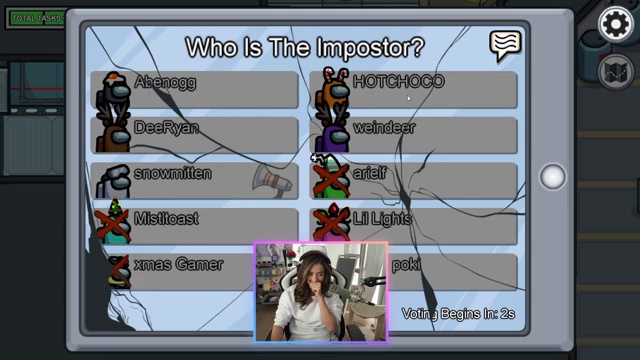 TOTAL TASKS
Who Is The Impostor?
Abenogg
HOTCHOCO
DeeRyan
weindeer
snowmitten
arielf
Mistltoast
Lil Lights
xmas Gamer
poki
Voting Begins In: 2s